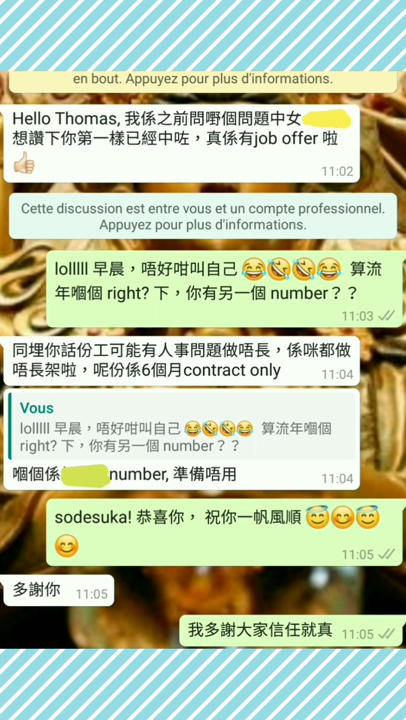 en bout. Appuyez pour plus d'informations.
Hello Thomas, 我係之前問嘢個問題中女
想讚下你第一樣已經中咗，真係有job offer 啦
👍🏻
11:02
Cette discussion est entre vous et un compte professionnel.
Appuyez pour plus d'informations.
lolllll 早晨，唔好咁叫自己 😂🤣🤣😂 算流
年嗰個 right? 下，你有另一個 number？？
11:03
同埋你話份工可能有人事問題做唔長，係咪都做
唔長架啦，呢份係6個月contract only
11:04
Vous
lolllll 早晨，唔好咁叫自己 😂🤣🤣😂 算流年嗰個
right? 下，你有另一個 number？？
嗰個係 number, 準備唔用
11:04
sodesuka! 恭喜你， 祝你一帆風順 😇😊😇
😊
11:05
多謝你 11:05
我多謝大家信任就真 11:05